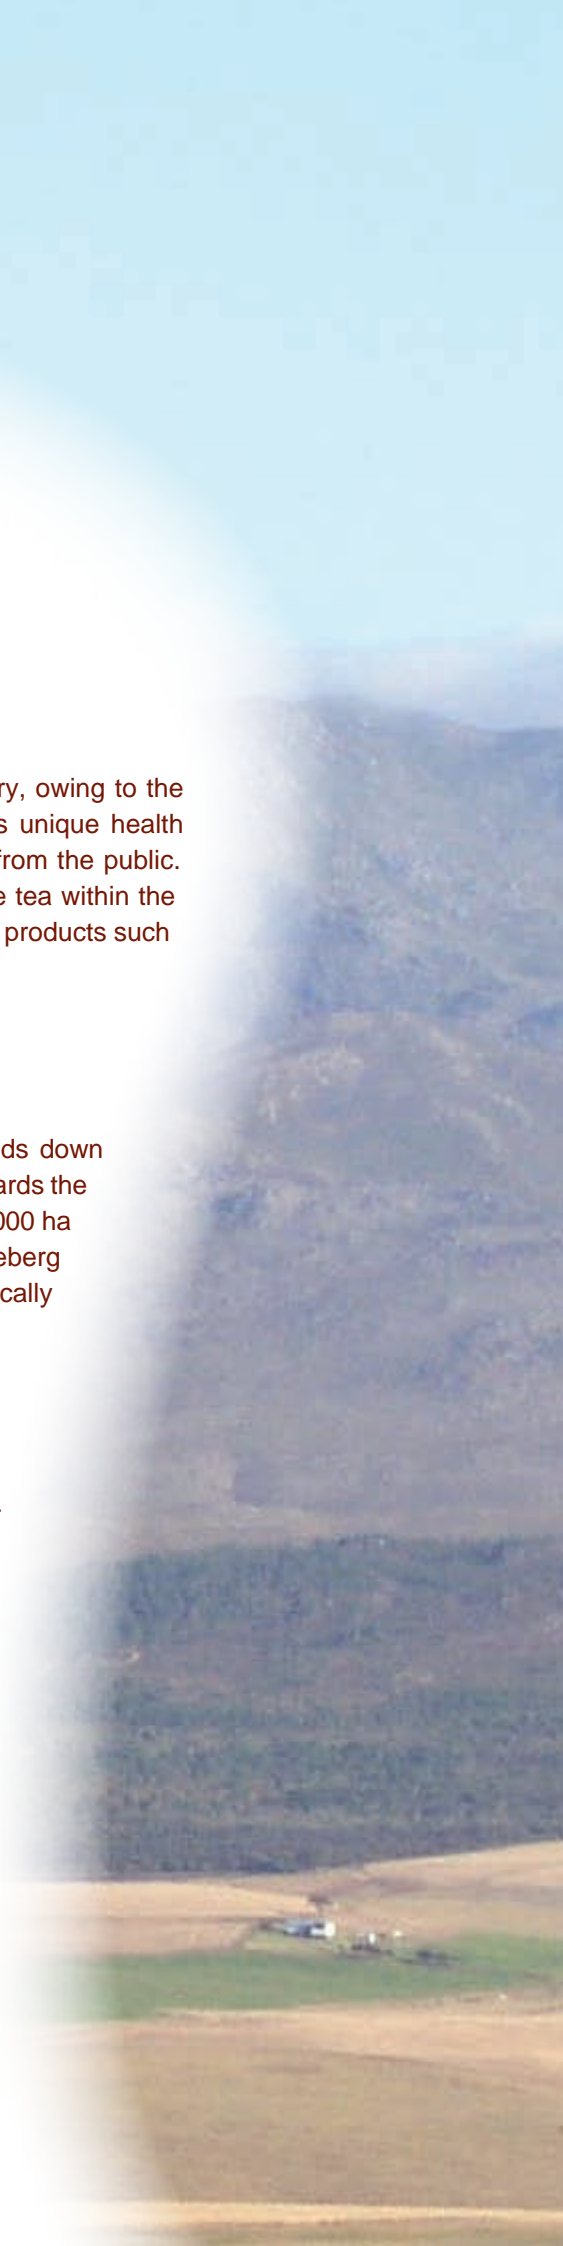 ry, owing to the
s unique health
from the public.
e tea within the
products such
ds down
ards the
000 ha
eberg
cally
.